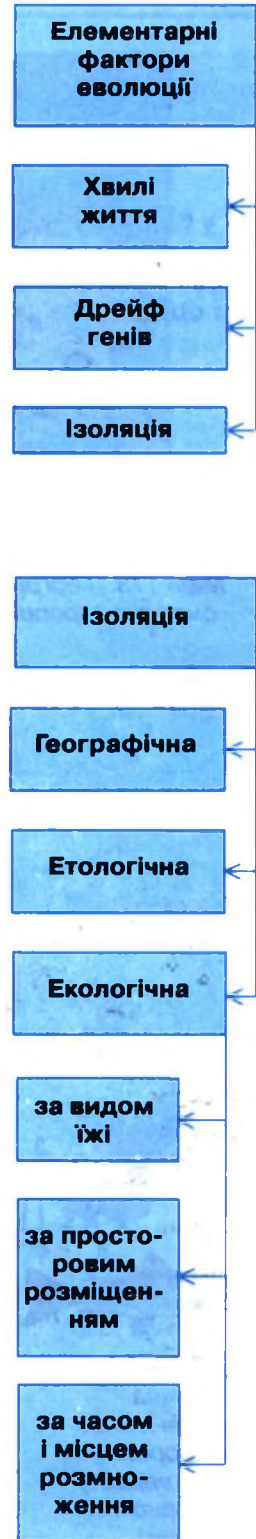 Елементарні
фактори
еволюції
Хвилі
життя
Дрейф
генів
Ізоляція
Ізоляція
Географічна
Етологічна
Екологічна
за видом
їжі
за просто-
ровим
розміщен-
ням
за часом
і місцем
розмно-
ження